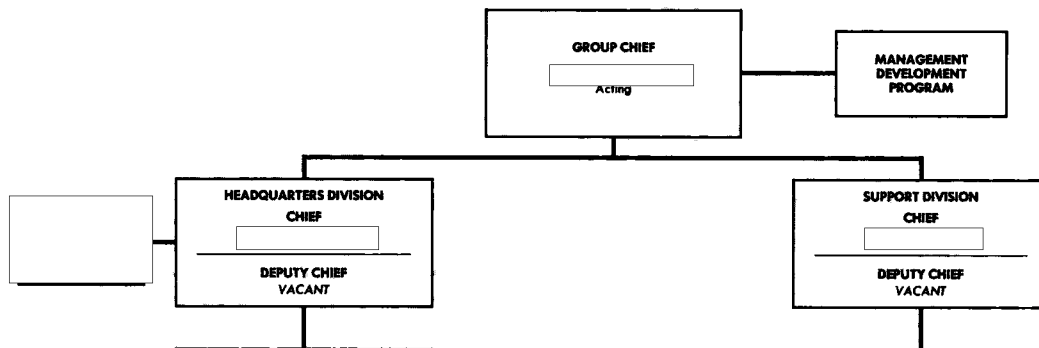 GROUP CHIEF
Acting
MANAGEMENT
DEVELOPMENT
PROGRAM
HEADQUARTERS DIVISION
CHIEF
DEPUTY CHIEF
VACANT
SUPPORT DIVISION
CHIEF
DEPUTY CHIEF
VACANT